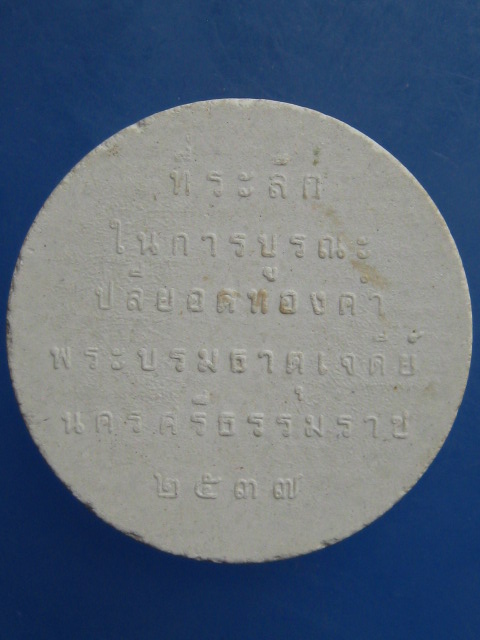 ที่ระลึก
ในการบูรณะ
ปลียอดทองคำ
พระบรมธาตุเจดีย์
นครศรีธรรมราช
๒๕๓๗